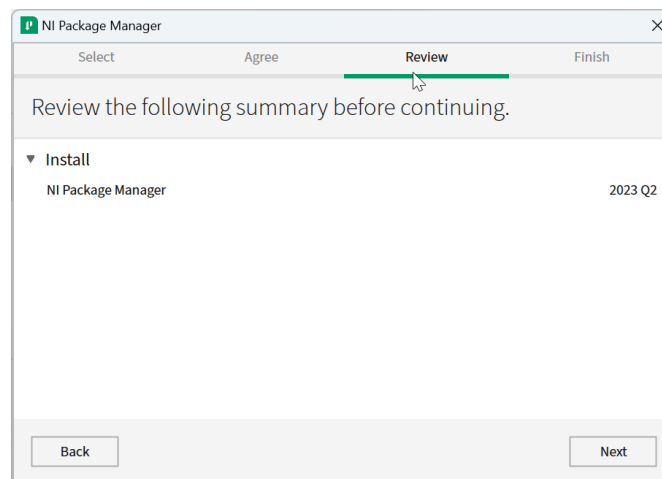 NI Package Manager
Select Agree Review Finish
Review the following summary before continuing.
Install
NI Package Manager 2023 Q2
Back Next